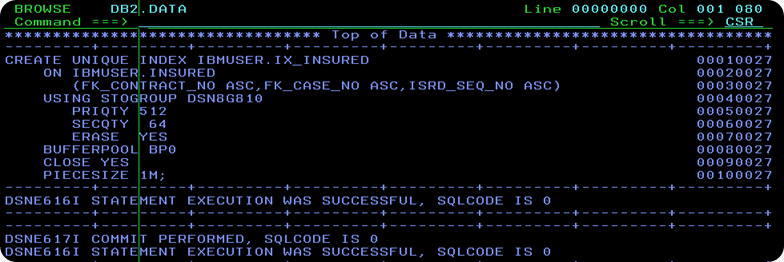 BROWSE    DB2.DATA                                   Line 00000000 Col 001 080
Command ===>                                                  Scroll ===> CSR
********************************* Top of Data **********************************
---------+---------+---------+---------+---------+---------+---------+---------+
CREATE UNIQUE INDEX IBMUSER.IX_INSURED                                  00010027
    ON IBMUSER.INSURED                                                  00020027
       (FK_CONTRACT_NO ASC,FK_CASE_NO ASC,ISRD_SEQ_NO ASC)              00030027
    USING STOGROUP DSN8G810                                             00040027
       PRIQTY 512                                                       00050027
       SECQTY  64                                                       00060027
       ERASE  YES                                                       00070027
    BUFFERPOOL BP0                                                      00080027
    CLOSE YES                                                           00090027
    PIECESIZE 1M;                                                       00100027
---------+---------+---------+---------+---------+---------+---------+---------+
DSNE616I STATEMENT EXECUTION WAS SUCCESSFUL, SQLCODE IS 0
---------+---------+---------+---------+---------+---------+---------+---------+
---------+---------+---------+---------+---------+---------+---------+---------+
DSNE617I COMMIT PERFORMED, SQLCODE IS 0
DSNE616I STATEMENT EXECUTION WAS SUCCESSFUL, SQLCODE IS 0